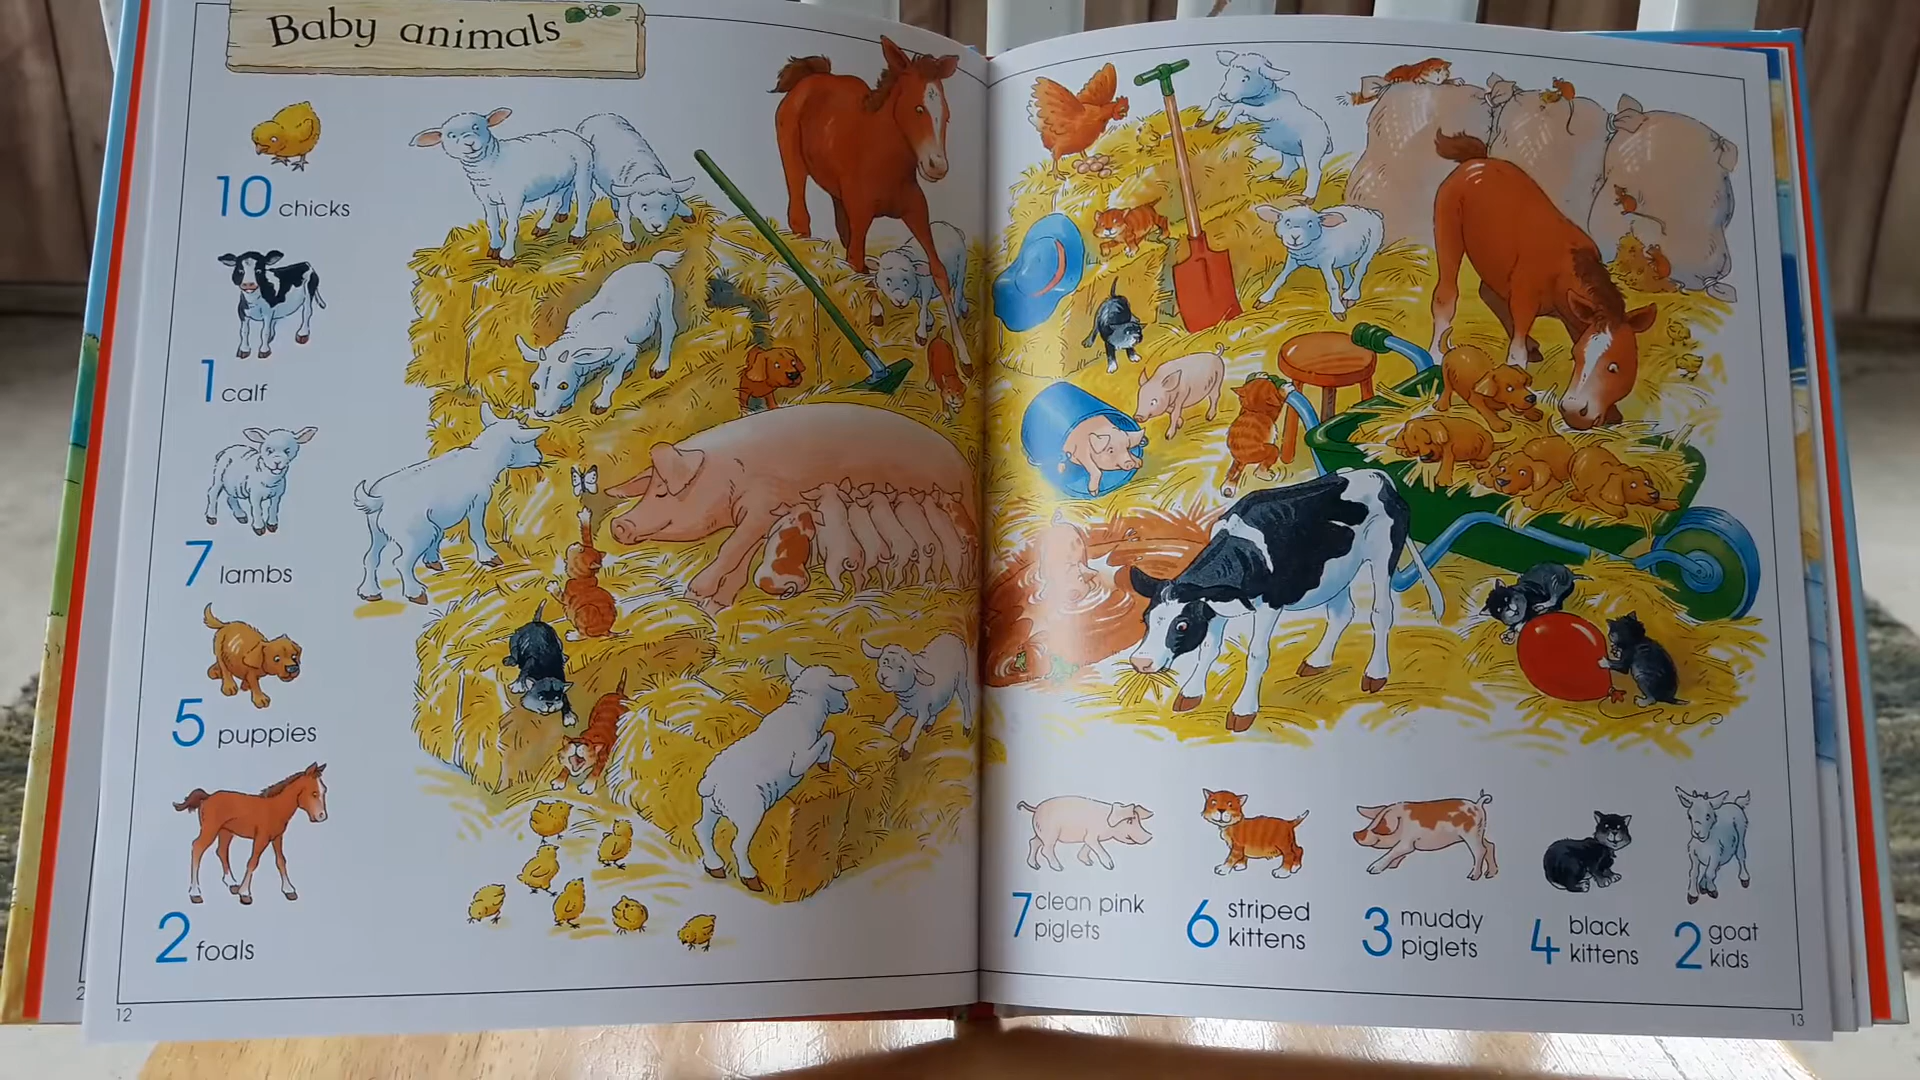 Baby animals
10 chicks
1 calf
7 lambs
5 puppies
2 foals
12
7 clean pink
piglets
6 striped
kittens
3 muddy
piglets
4 black
kittens
2 goat
kids
13